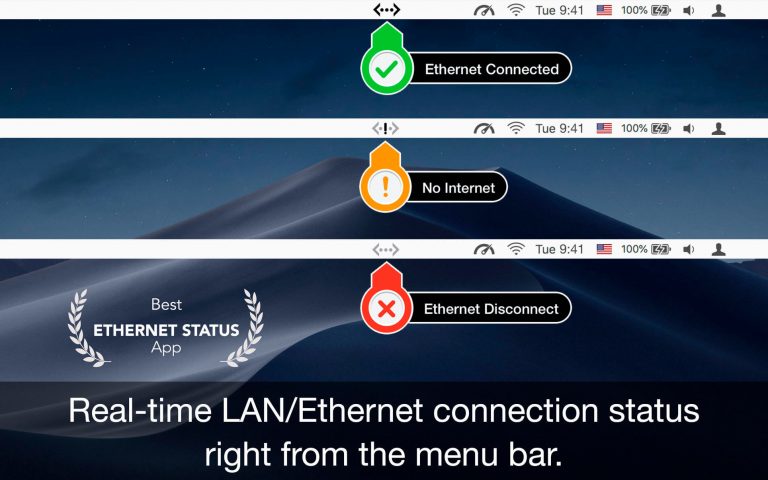 Tue 9:41 100%
Ethernet Connected
Tue 9:41 100%
No Internet
Tue 9:41 100%
Ethernet Disconnect
Best
ETHERNET STATUS
App
Real-time LAN/Ethernet connection status
right from the menu bar.